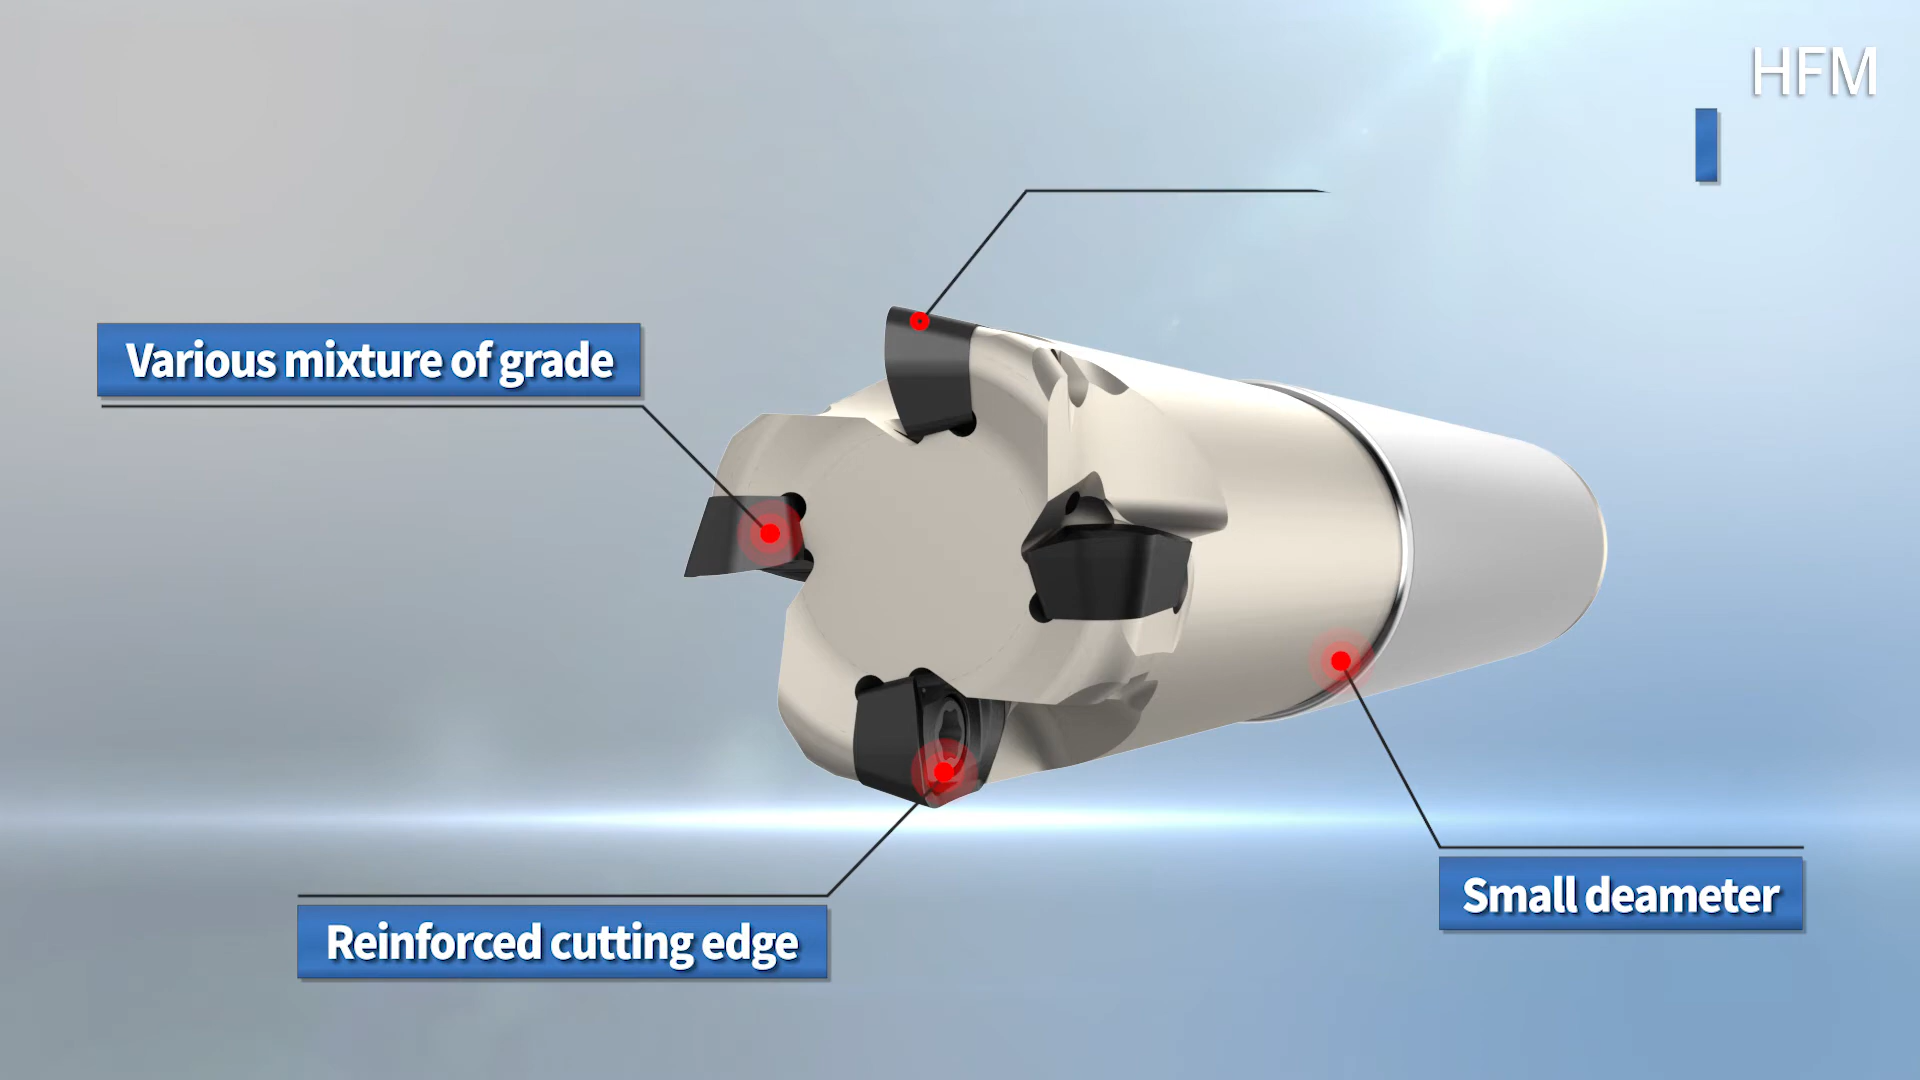 HFM
Various mixture of grade
Small deameter
Reinforced cutting edge